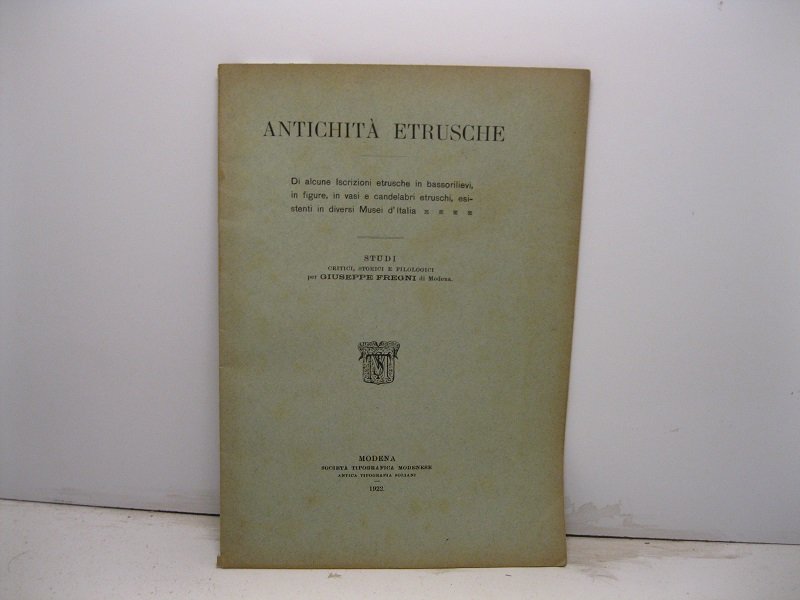 ANTICHITÀ ETRUSCHE
Di alcune Iscrizioni etrusche in bassorilievi,
in figure, in vasi e candelabri etruschi, esi-
stenti in diversi Musei d'Italia
STUDI
CRITICI, STORICI E FILOLOGICI
per GIUSEPPE FREGNI di Modena.
MODENA
SOCIETÀ TIPOGRAFICA MODENESE
ANTICA TIPOGRAFIA SOLIANI
1922.